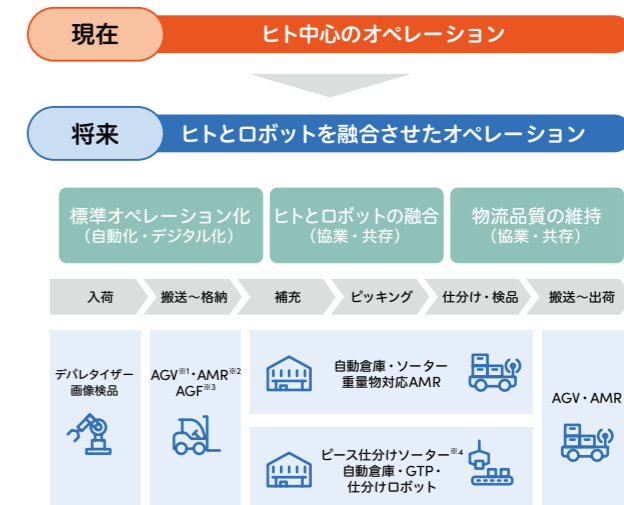 現在
ヒト中心のオペレーション
将来
ヒトとロボットを融合させたオペレーション
標準オペレーション化
（自動化・デジタル化）
ヒトとロボットの融合
（協業・共存）
物流品質の維持
（協業・共存）
入荷
搬送～格納
補充
ピッキング
仕分け・検品
搬送～出荷
デパレタイザー
画像検品
AGV※1・AMR※2
AGF※3
自動倉庫・ソーター
重量物対応AMR
ピース仕分けソーター※4
自動倉庫・GTP・
仕分けロボット
AGV・AMR